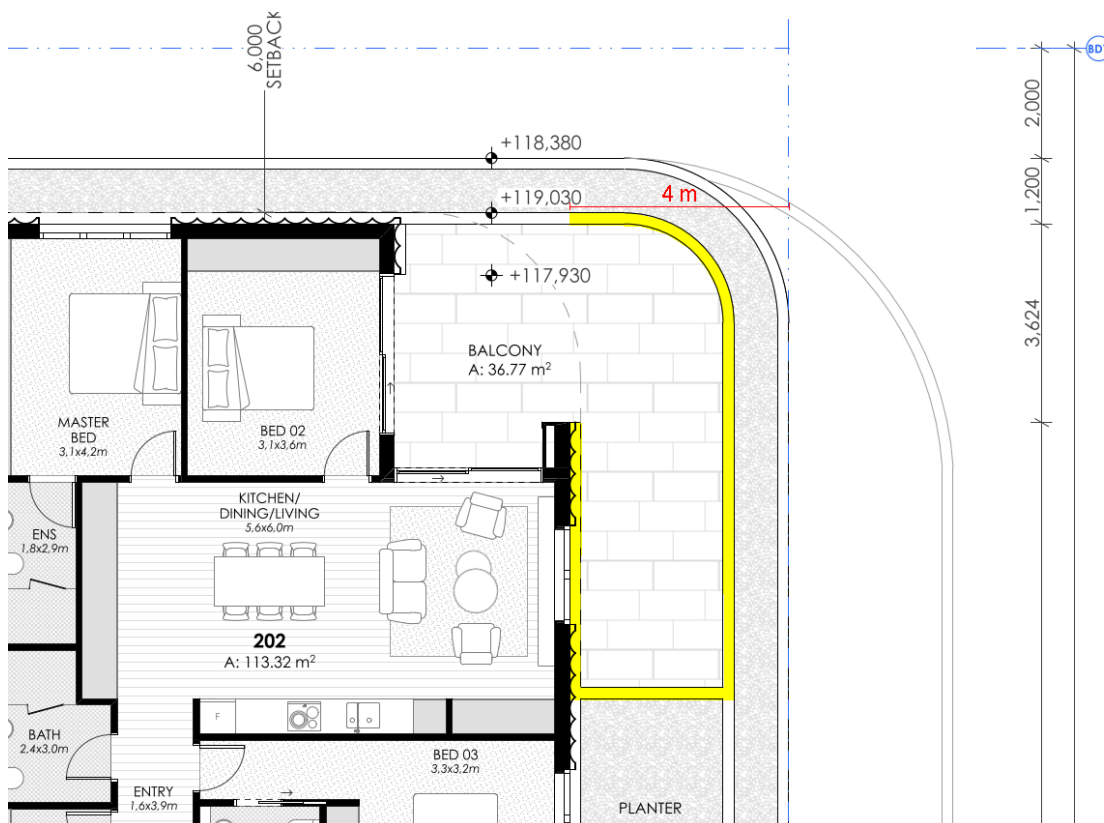 6,000
SETBACK
BDY
2,000
+118,380
1,200
+119,030
4 m
+117,930
3,624
BALCONY
A: 36.77 m²
MASTER
BED
3,1x4,2m
BED 02
3,1x3,6m
KITCHEN/
DINING/LIVING
5,6x6,0m
ENS
1,8x2,9m
202
A: 113.32 m²
F
BATH
2,4x3,0m
BED 03
3,3x3,2m
ENTRY
1,6x3,9m
PLANTER